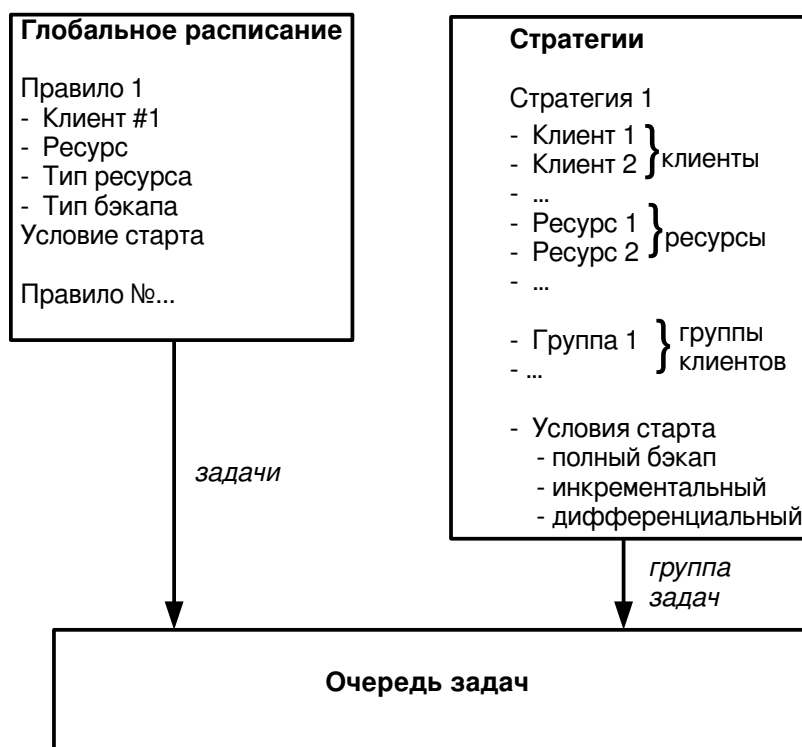 Глобальное расписание
Правило 1
- Клиент #1
- Ресурс
- Тип ресурса
- Тип бэкапа
Условие старта
Правило №...
задачи
Стратегии
Стратегия 1
- Клиент 1
- Клиент 2
клиенты
- ...
- Ресурс 1
- Ресурс 2
ресурсы
- ...
- Группа 1
группы
клиентов
- ...
- Условия старта
- полный бэкап
- инкрементальный
- дифференциальный
группа
задач
Очередь задач